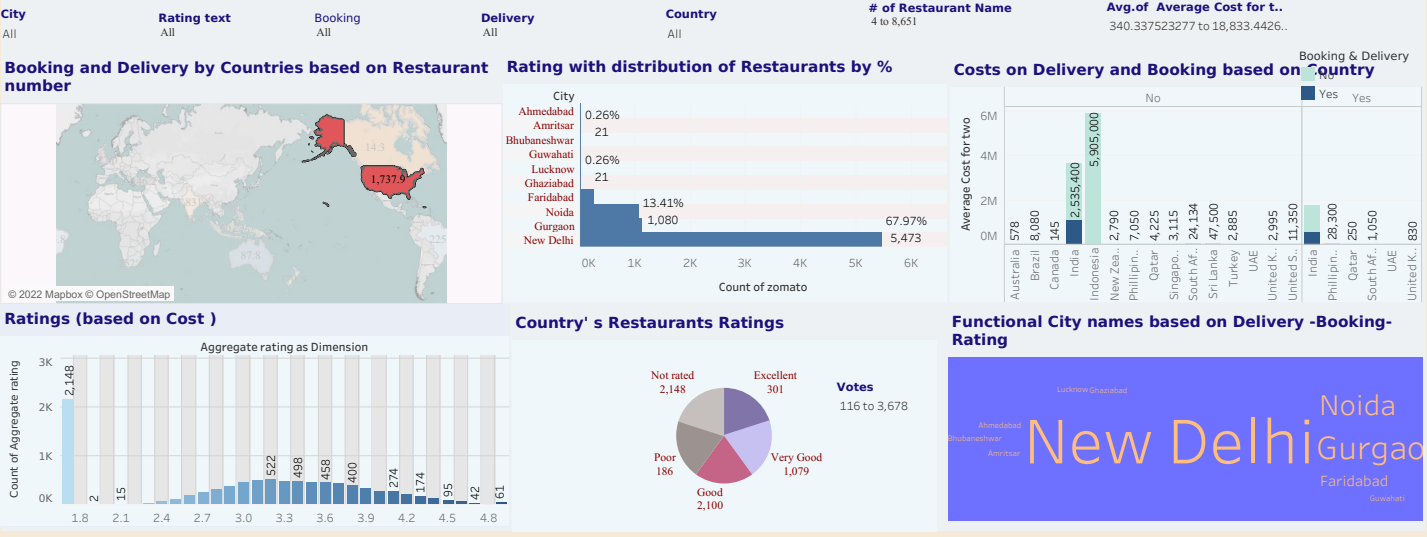 City
All
Rating text
All
Booking
All
Delivery
All
Country
All
# of Restaurant Name
4 to 8,651
Avg.of Average Cost for t..
340.337523277 to 18,833.4426..
Booking and Delivery by Countries based on Restaurant
number
14.3
1,737.9
225
87.8
© 2022 Mapbox © OpenStreetMap
Rating with distribution of Restaurants by %
City
Ahmedabad
Amritsar
Bhubaneshwar
Guwahati
Lucknow
Ghaziabad
Faridabad
Noida
Gurgaon
New Delhi
0.26%
21
0.26%
21
13.41%
1,080
67.97%
5,473
0K
1K
2K
3K
4K
5K
6K
Count of zomato
Costs on Delivery and Booking based on Country
Booking & Delivery
No
Yes
No
Yes
Average Cost for two
6M
4M
2M
0M
578
8,080
145
2,535,400
5,905,000
2,790
7,050
4,225
3,115
24,134
47,500
2,885
2,995
11,350
28,300
250
1,050
830
Australia
Brazil
Canada
India
Indonesia
New Zea..
Phillipin..
Qatar
Singapo..
South Af..
Sri Lanka
Turkey
UAE
United K..
United S..
India
Phillipin..
Qatar
South Af..
UAE
United K..
Ratings (based on Cost )
Aggregate rating as Dimension
Count of Aggregate rating
3K
2K
1K
0K
2,148
2
15
522
498
458
400
274
174
95
42
61
1.8
2.1
2.4
2.7
3.0
3.3
3.6
3.9
4.2
4.5
4.8
Country' s Restaurants Ratings
Not rated
2,148
Excellent
301
Poor
186
Very Good
1,079
Good
2,100
Votes
116 to 3,678
Functional City names based on Delivery -Booking-
Rating
Lucknow
Ghaziabad
Ahmedabad
Bhubaneshwar
Amritsar
New Delhi
Noida
Gurgao
Faridabad
Guwahati